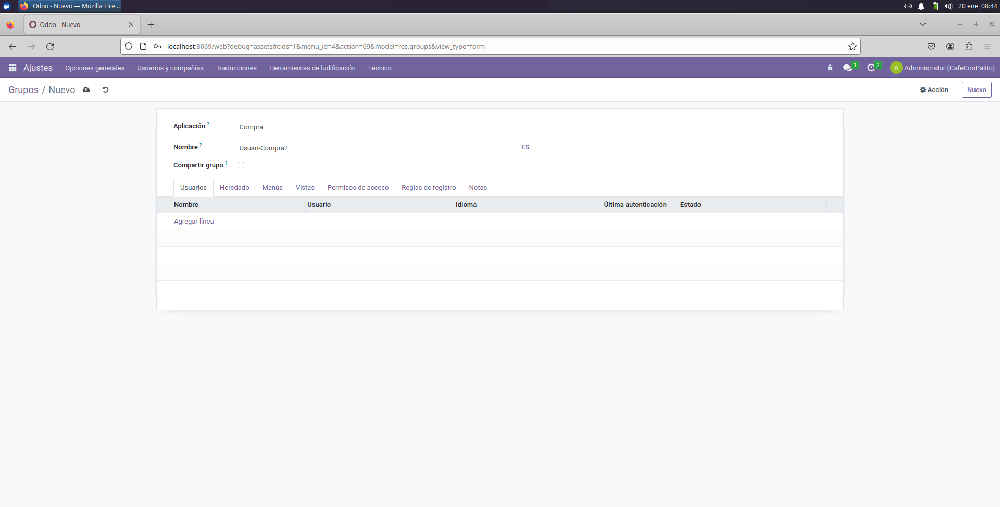 Odoo - Nuevo — Mozilla Fire...
20 ene, 08:44
Odoo - Nuevo
localhost:8069/web?debug=assets#cids=1&menu_id=4&action=69&model=res.groups&view_type=form
Ajustes Opciones generales Usuarios y compañías Traducciones Herramientas de ludificación Técnico 1 2 A Administrator (CafeConPalito)
Grupos / Nuevo Acción Nuevo
Aplicación ? Compra
Nombre ? Usuari-Compra2 ES
Compartir grupo ?
Usuarios Heredado Menús Vistas Permisos de acceso Reglas de registro Notas
Nombre Usuario Idioma Última autenticación Estado
Agregar línea